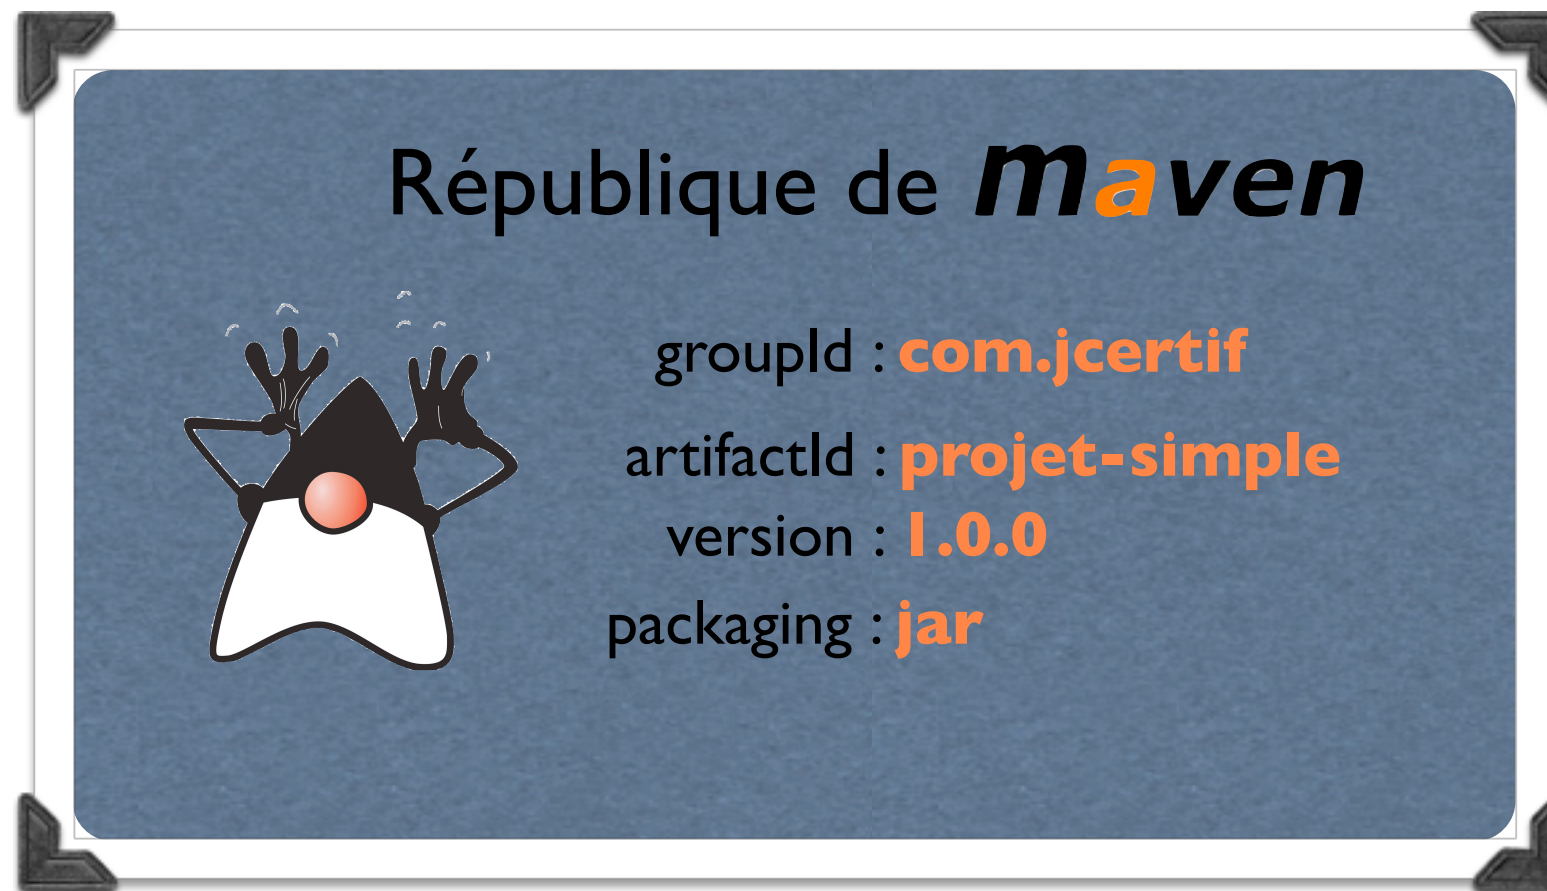 République de maven
groupId : com.jcertif
artifactId : projet-simple
version : 1.0.0
packaging : jar